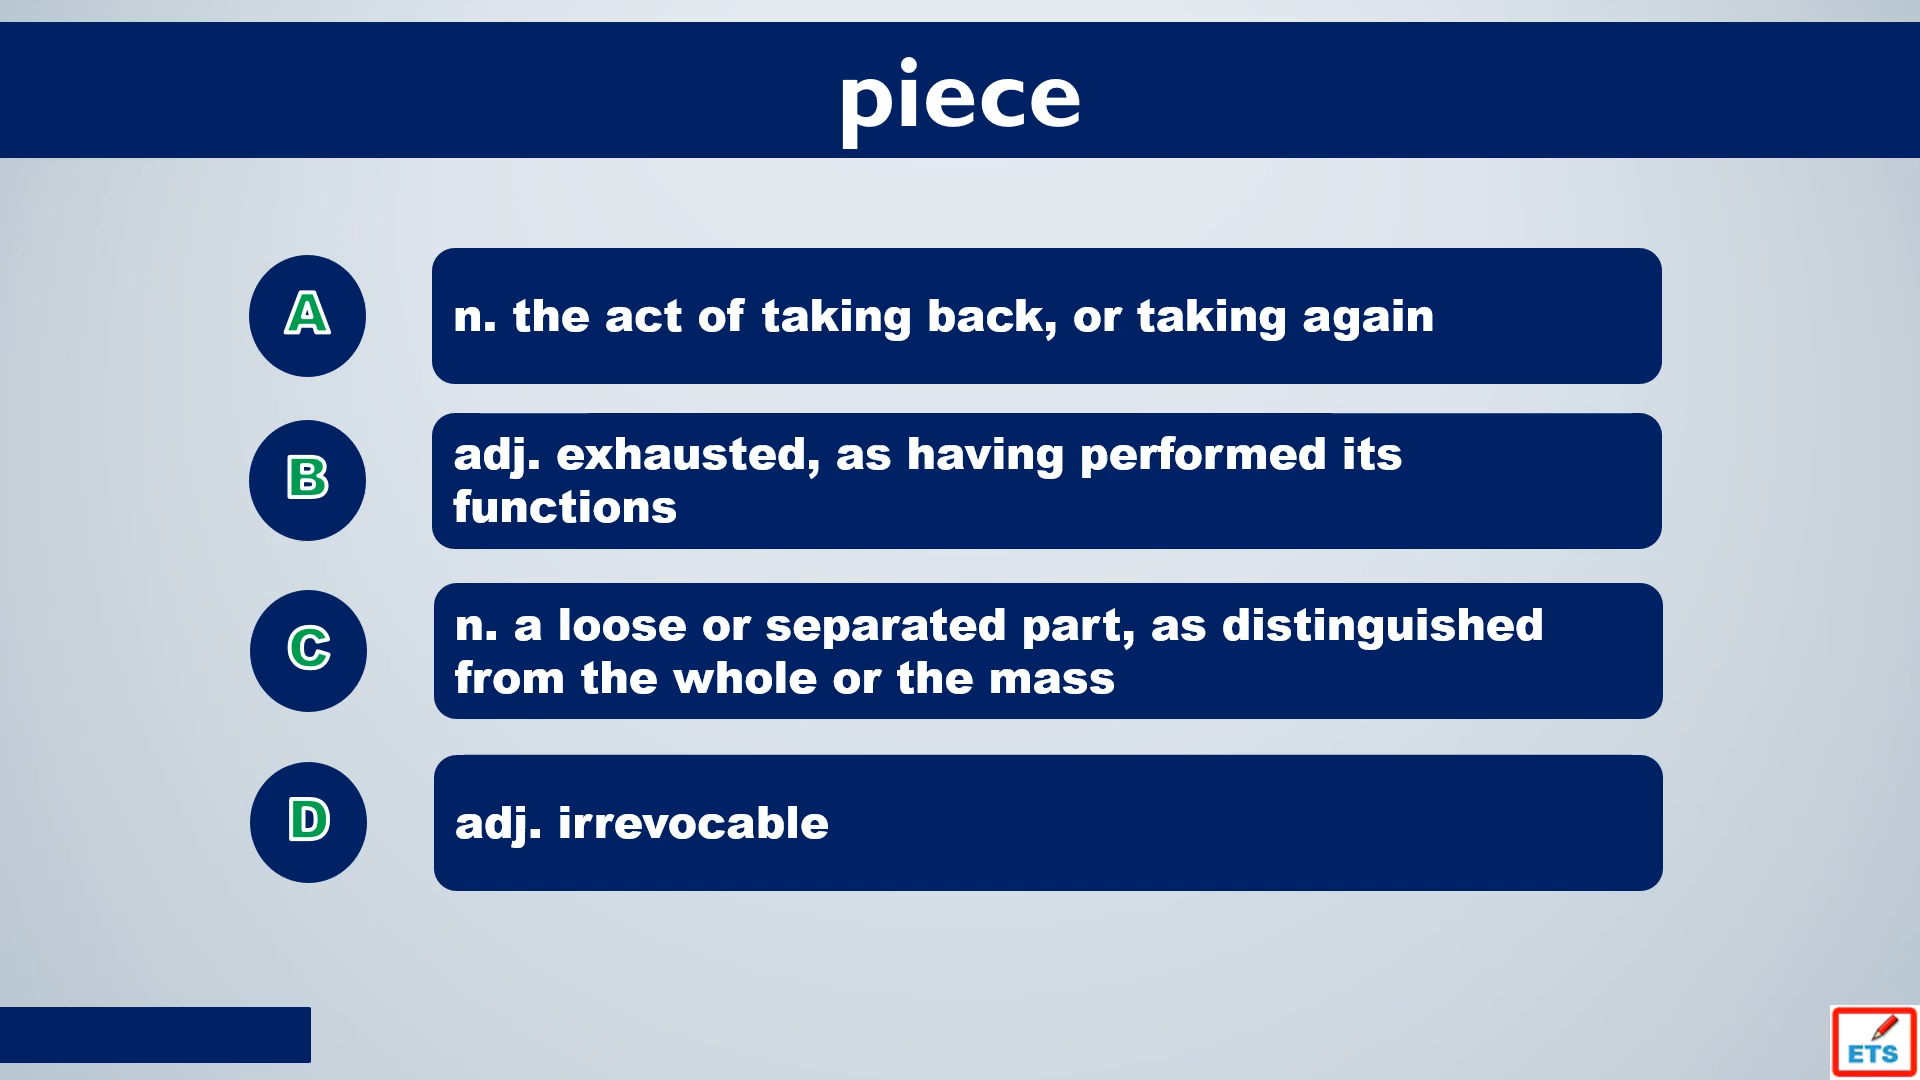 piece
A
n. the act of taking back, or taking again
B
adj. exhausted, as having performed its
functions
C
n. a loose or separated part, as distinguished
from the whole or the mass
D
adj. irrevocable
ETS